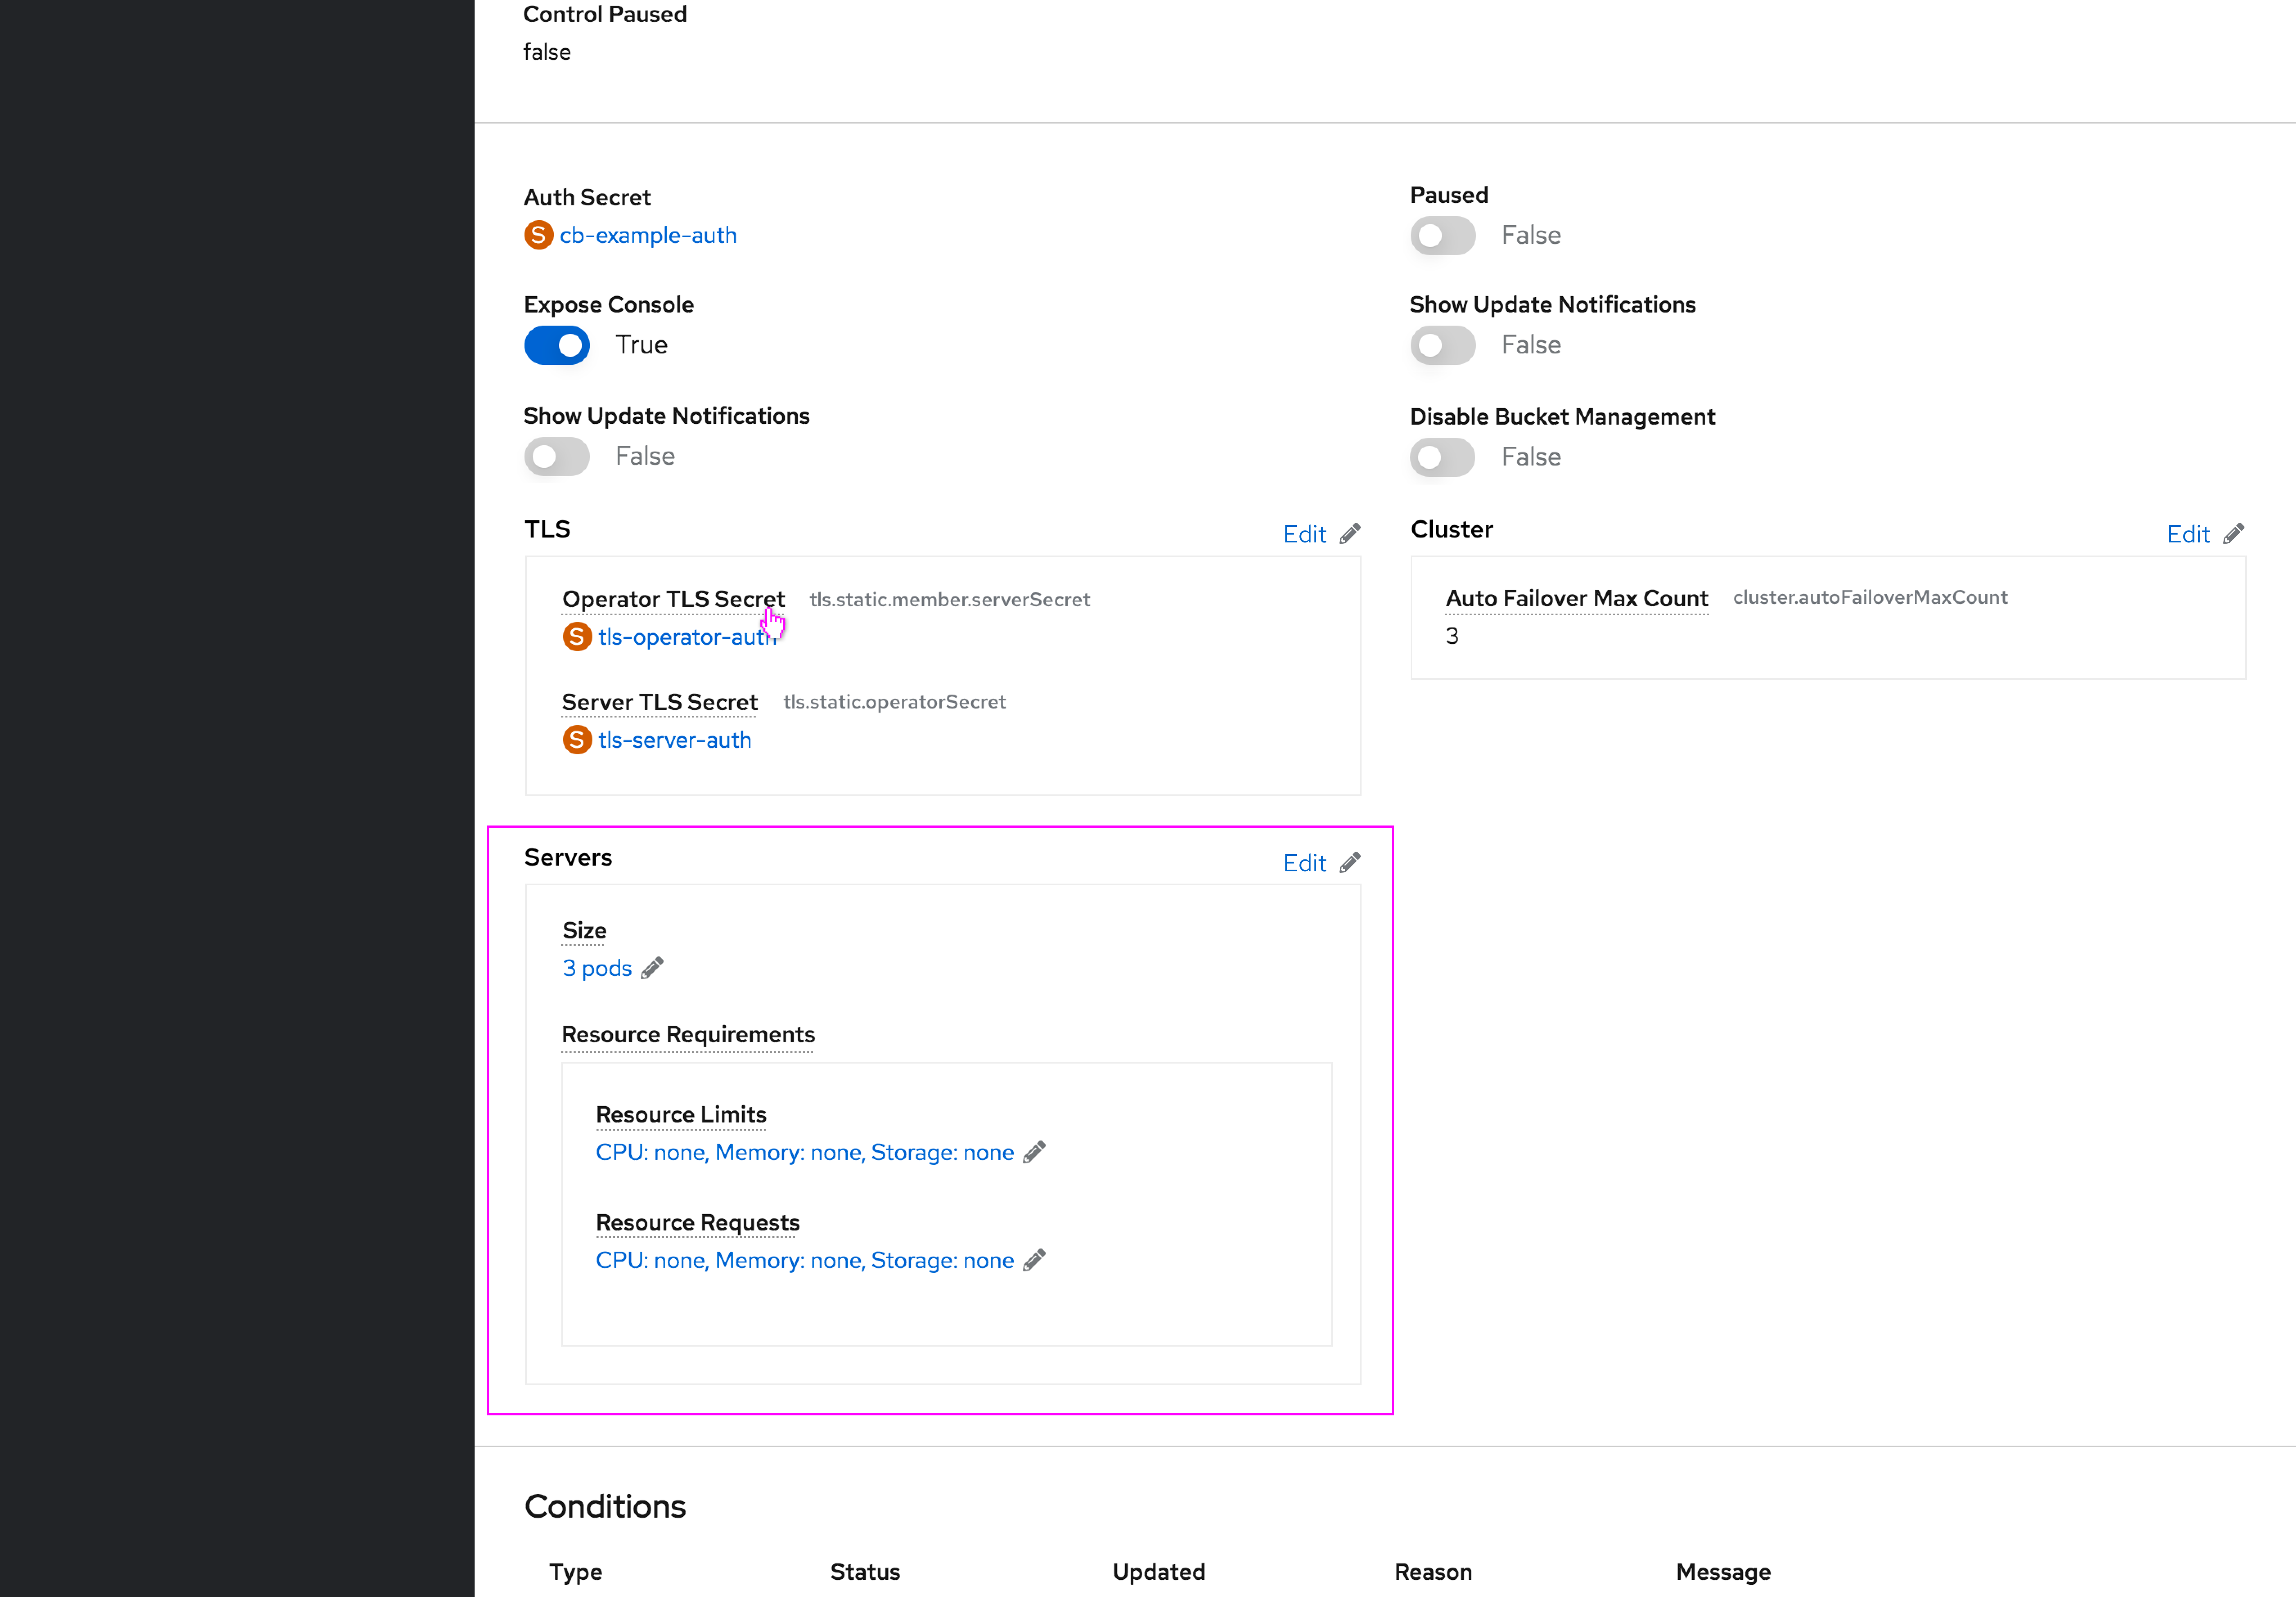 Control Paused
false
Auth Secret
S cb-example-auth
Paused
False
Expose Console
True
Show Update Notifications
False
Show Update Notifications
False
Disable Bucket Management
False
TLS
Edit
Operator TLS Secret tls.static.member.serverSecret
S tls-operator-auth
Server TLS Secret tls.static.operatorSecret
S tls-server-auth
Cluster
Edit
Auto Failover Max Count cluster.autoFailoverMaxCount
3
Servers
Edit
Size
3 pods
Resource Requirements
Resource Limits
CPU: none, Memory: none, Storage: none
Resource Requests
CPU: none, Memory: none, Storage: none
Conditions
Type Status Updated Reason Message